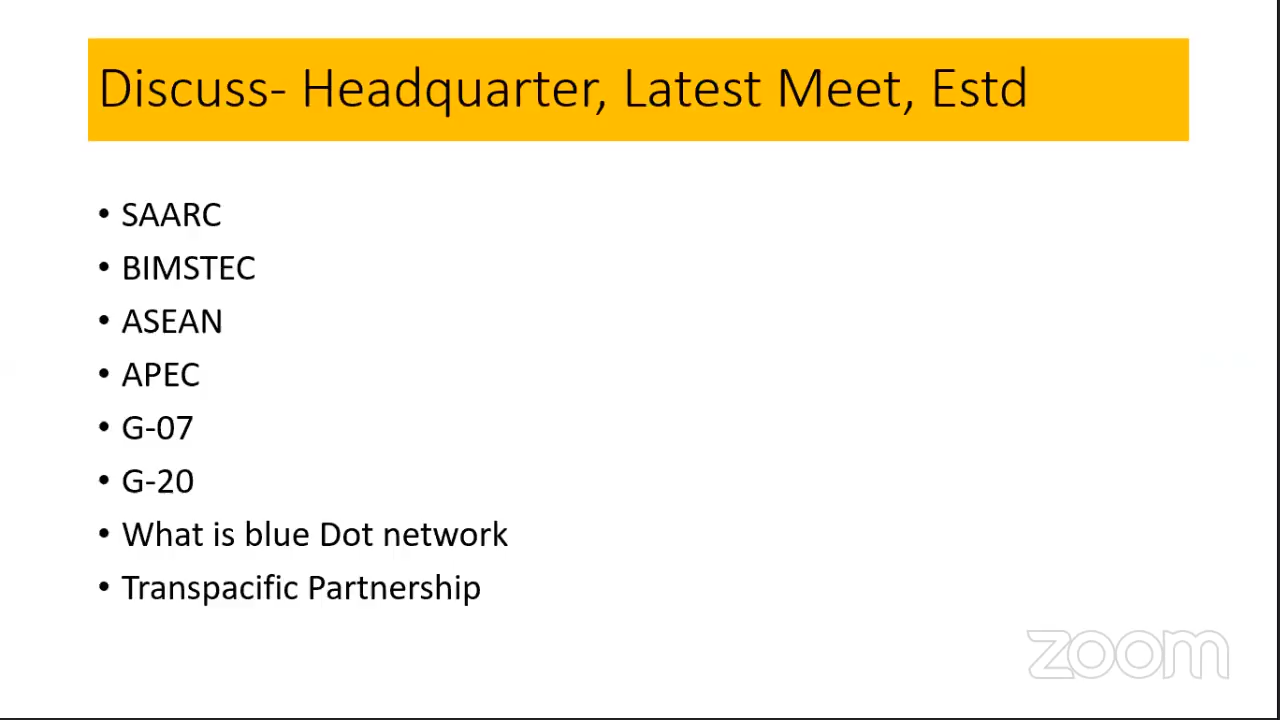 Discuss- Headquarter, Latest Meet, Estd
• SAARC
• BIMSTEC
• ASEAN
• APEC
• G-07
• G-20
• What is blue Dot network
• Transpacific Partnership
zoom